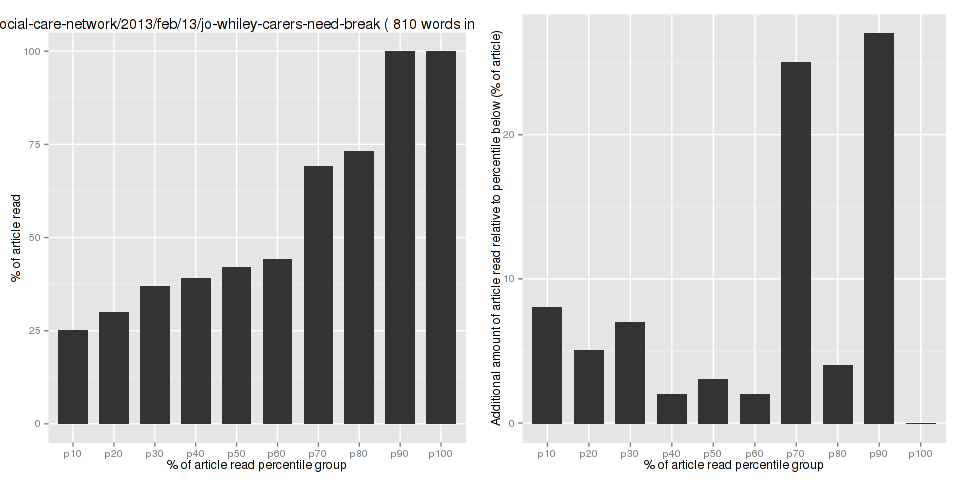 ocial-care-network/2013/feb/13/jo-whiley-carers-need-break ( 810 words in
100
75
50
25
0
% of article read
p10 p20 p30 p40 p50 p60 p70 p80 p90 p100
% of article read percentile group
Additional amount of article read relative to percentile below (% of article)
20
10
0
p10 p20 p30 p40 p50 p60 p70 p80 p90 p100
% of article read percentile group